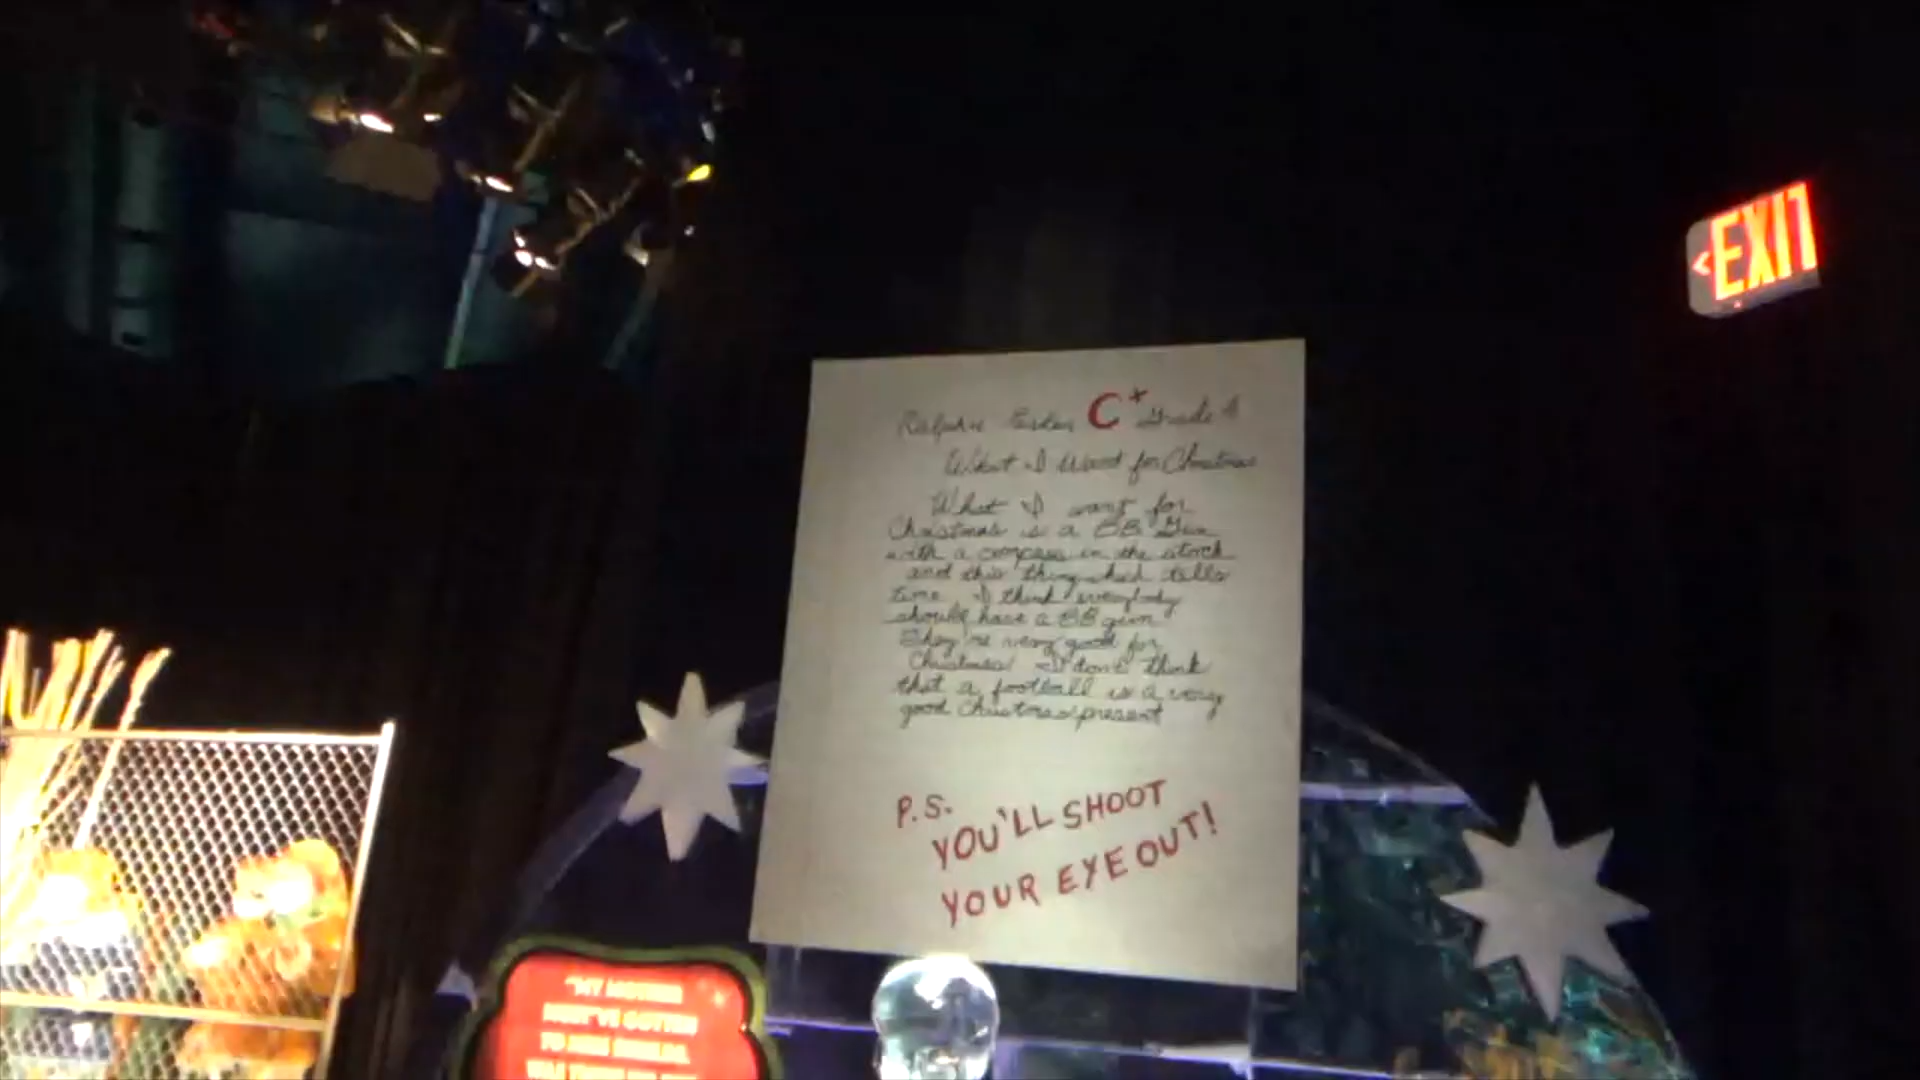 <EXIT
Ralphie Parker C+ Grade 4
What I Want for Christmas
What I want for
Christmas is a BB Gun
with a compass in the stock
and this thing which tells
time. I think everybody
should have a BB gun
They're very good for
Christmas I don't think
that a football is a very
good Christmas present
P.S.
YOU'LL SHOOT
YOUR EYE OUT!
"MY MOTHER
MUST'VE GOTTEN
TO MISS SHIELDS.